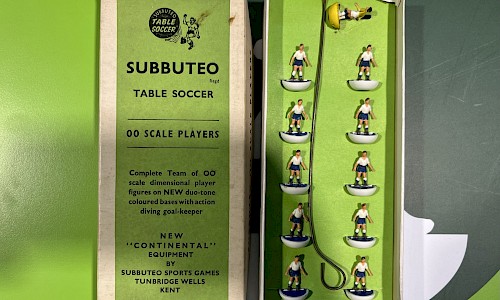 SUBBUTEO
TABLE
SOCCER
SUBBUTEO
Regd
TABLE SOCCER
OO SCALE PLAYERS
Complete Team of OO
scale dimensional player
figures on NEW duo-tone
coloured bases with action
diving goal-keeper
NEW
"CONTINENTAL"
EQUIPMENT
BY
SUBBUTEO SPORTS GAMES
TUNBRIDGE WELLS
KENT